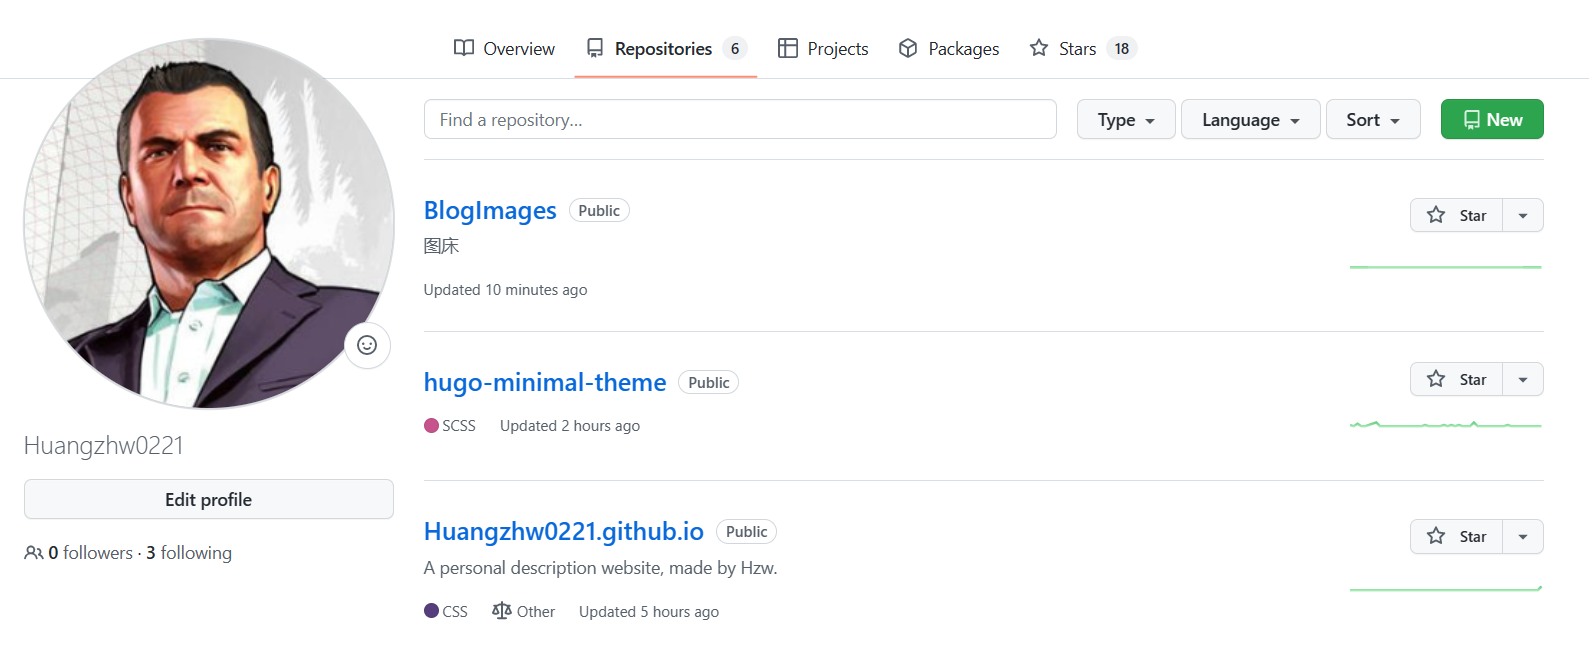 Overview Repositories 6 Projects Packages Stars 18
Find a repository... Type Language Sort New
BlogImages Public Star
图床
Updated 10 minutes ago
hugo-minimal-theme Public Star
SCSS Updated 2 hours ago
Huangzhw0221
Edit profile
0 followers · 3 following
Huangzhw0221.github.io Public Star
A personal description website, made by Hzw.
CSS Other Updated 5 hours ago